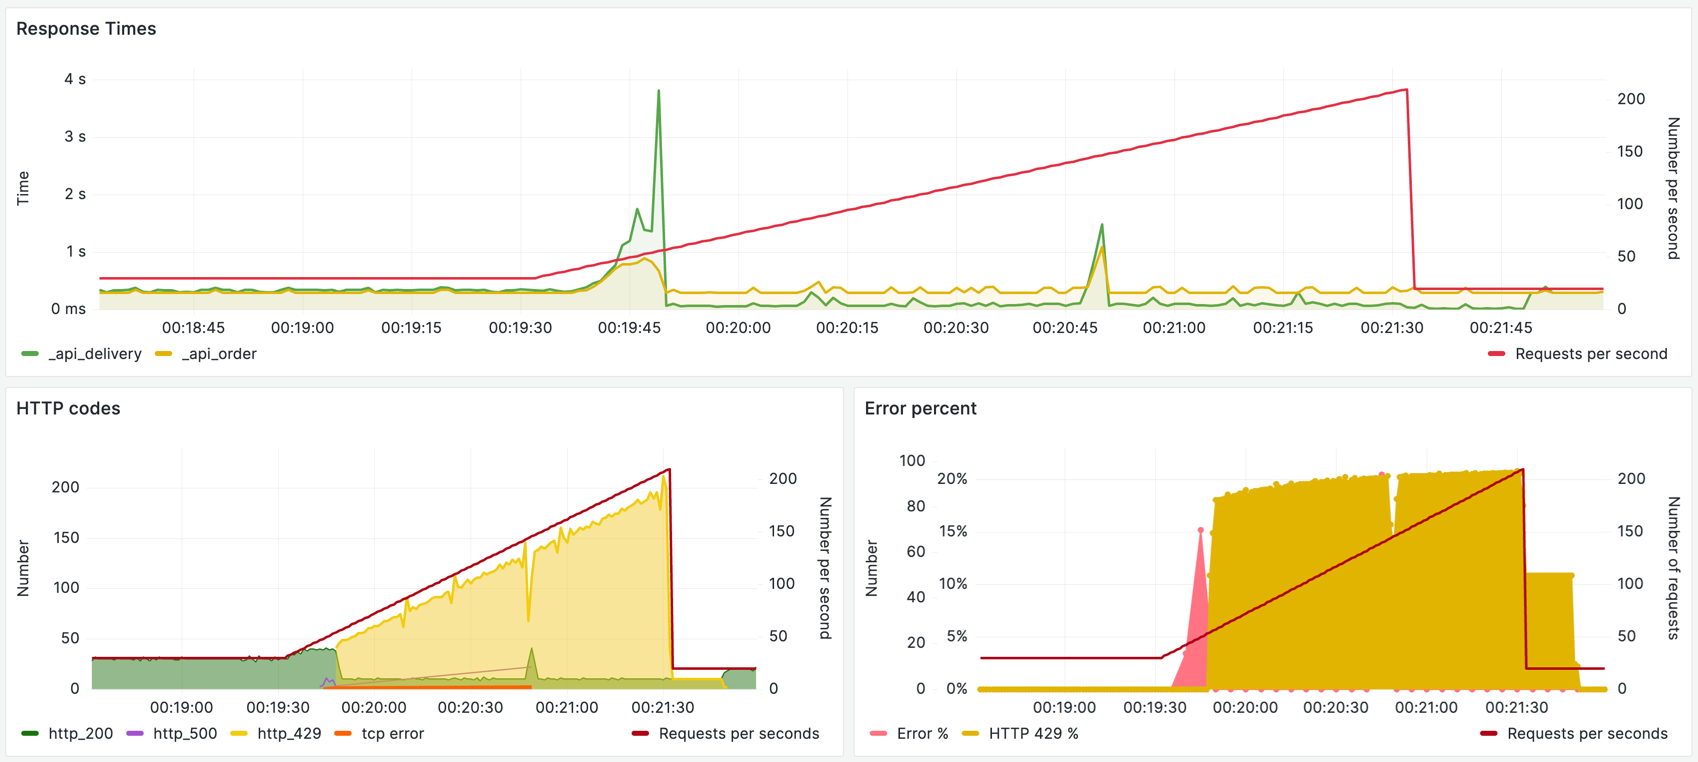 Response Times
4 s
3 s
2 s
1 s
0 ms
Time
200
150
100
50
0
Number per second
00:18:45 00:19:00 00:19:15 00:19:30 00:19:45 00:20:00 00:20:15 00:20:30 00:20:45 00:21:00 00:21:15 00:21:30 00:21:45
_api_delivery _api_order Requests per second
HTTP codes
200
150
100
50
0
Number
200
150
100
50
0
Number per second
00:19:00 00:19:30 00:20:00 00:20:30 00:21:00 00:21:30
http_200 http_500 http_429 tcp error Requests per seconds
Error percent
100
80
60
40
20
0
Number
20%
15%
10%
5%
0%
200
150
100
50
0
Number of requests
00:19:00 00:19:30 00:20:00 00:20:30 00:21:00 00:21:30
Error % HTTP 429 % Requests per seconds